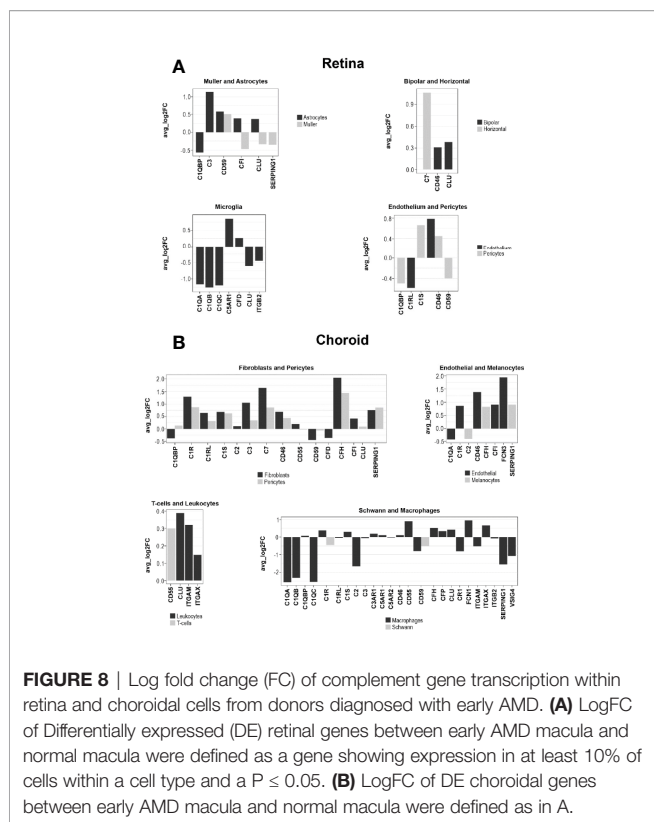 A
Retina
Muller and Astrocytes
avg_log2FC
1.0
0.5
0.0
-0.5
C1QBP
C3
CD59
CFI
CLU
SERPING1
Astrocytes
Muller
Bipolar and Horizontal
avg_log2FC
0.9
0.6
0.3
0.0
C7
CD46
CLU
Bipolar
Horizontal
Microglia
avg_log2FC
0.5
0.0
-0.5
-1.0
C1QA
C1QB
C1QC
C5AR1
CFD
CLU
ITGB2
Endothelium and Pericytes
avg_log2FC
0.8
0.4
0.0
-0.4
C1QBP
C1RL
C1S
CD46
CD59
Endothelium
Pericytes
B
Choroid
Fibroblasts and Pericytes
avg_log2FC
2.0
1.5
1.0
0.5
0.0
-0.5
C1QBP
C1R
C1RL
C1S
C2
C3
C7
CD46
CD55
CD59
CFD
CFH
CFI
CLU
SERPING1
Fibroblasts
Pericytes
Endothelial and Melanocytes
avg_log2FC
2.0
1.5
1.0
0.5
0.0
-0.5
C1QA
C1R
C2
CD46
CFH
CFI
FCN3
SERPING1
Endothelial
Melanocytes
T-cells and Leukocytes
avg_log2FC
0.4
0.3
0.2
0.1
0.0
CD55
CLU
ITGAM
ITGAX
Leukocytes
T-cells
Schwann and Macrophages
avg_log2FC
1
0
-2
C1QA
C1QB
C1QBP
C1QC
C1R
C1RL
C1S
C2
C3
C3AR1
C5AR1
C5AR2
CD46
CD55
CD59
CFH
CFP
CLU
CR1
FCN1
ITGAM
ITGAX
ITGB2
SERPING1
VSIG4
Macrophages
Schwann
FIGURE 8 | Log fold change (FC) of complement gene transcription within
retina and choroidal cells from donors diagnosed with early AMD. (A) LogFC
of Differentially expressed (DE) retinal genes between early AMD macula and
normal macula were defined as a gene showing expression in at least 10% of
cells within a cell type and a P ≤ 0.05. (B) LogFC of DE choroidal genes
between early AMD macula and normal macula were defined as in A.